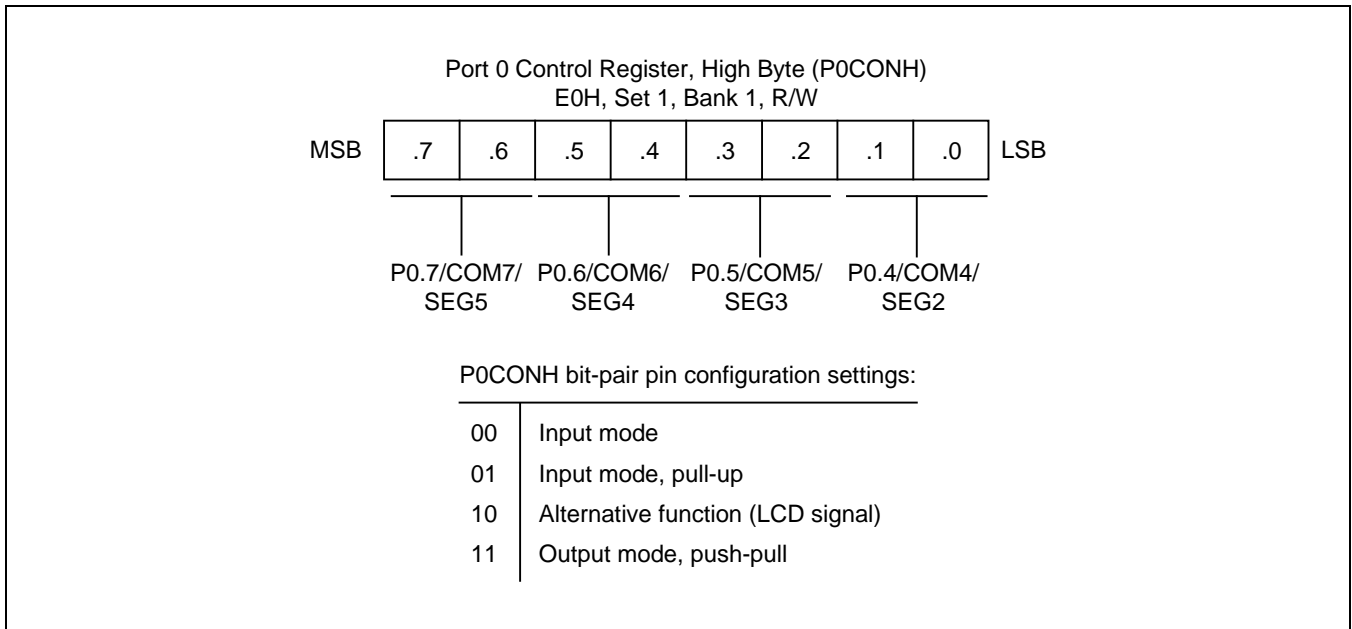 Port 0 Control Register, High Byte (P0CONH)
E0H, Set 1, Bank 1, R/W
MSB .7 .6 .5 .4 .3 .2 .1 .0 LSB
P0.7/COM7/ P0.6/COM6/ P0.5/COM5/ P0.4/COM4/
SEG5 SEG4 SEG3 SEG2
P0CONH bit-pair pin configuration settings:
00 Input mode
01 Input mode, pull-up
10 Alternative function (LCD signal)
11 Output mode, push-pull